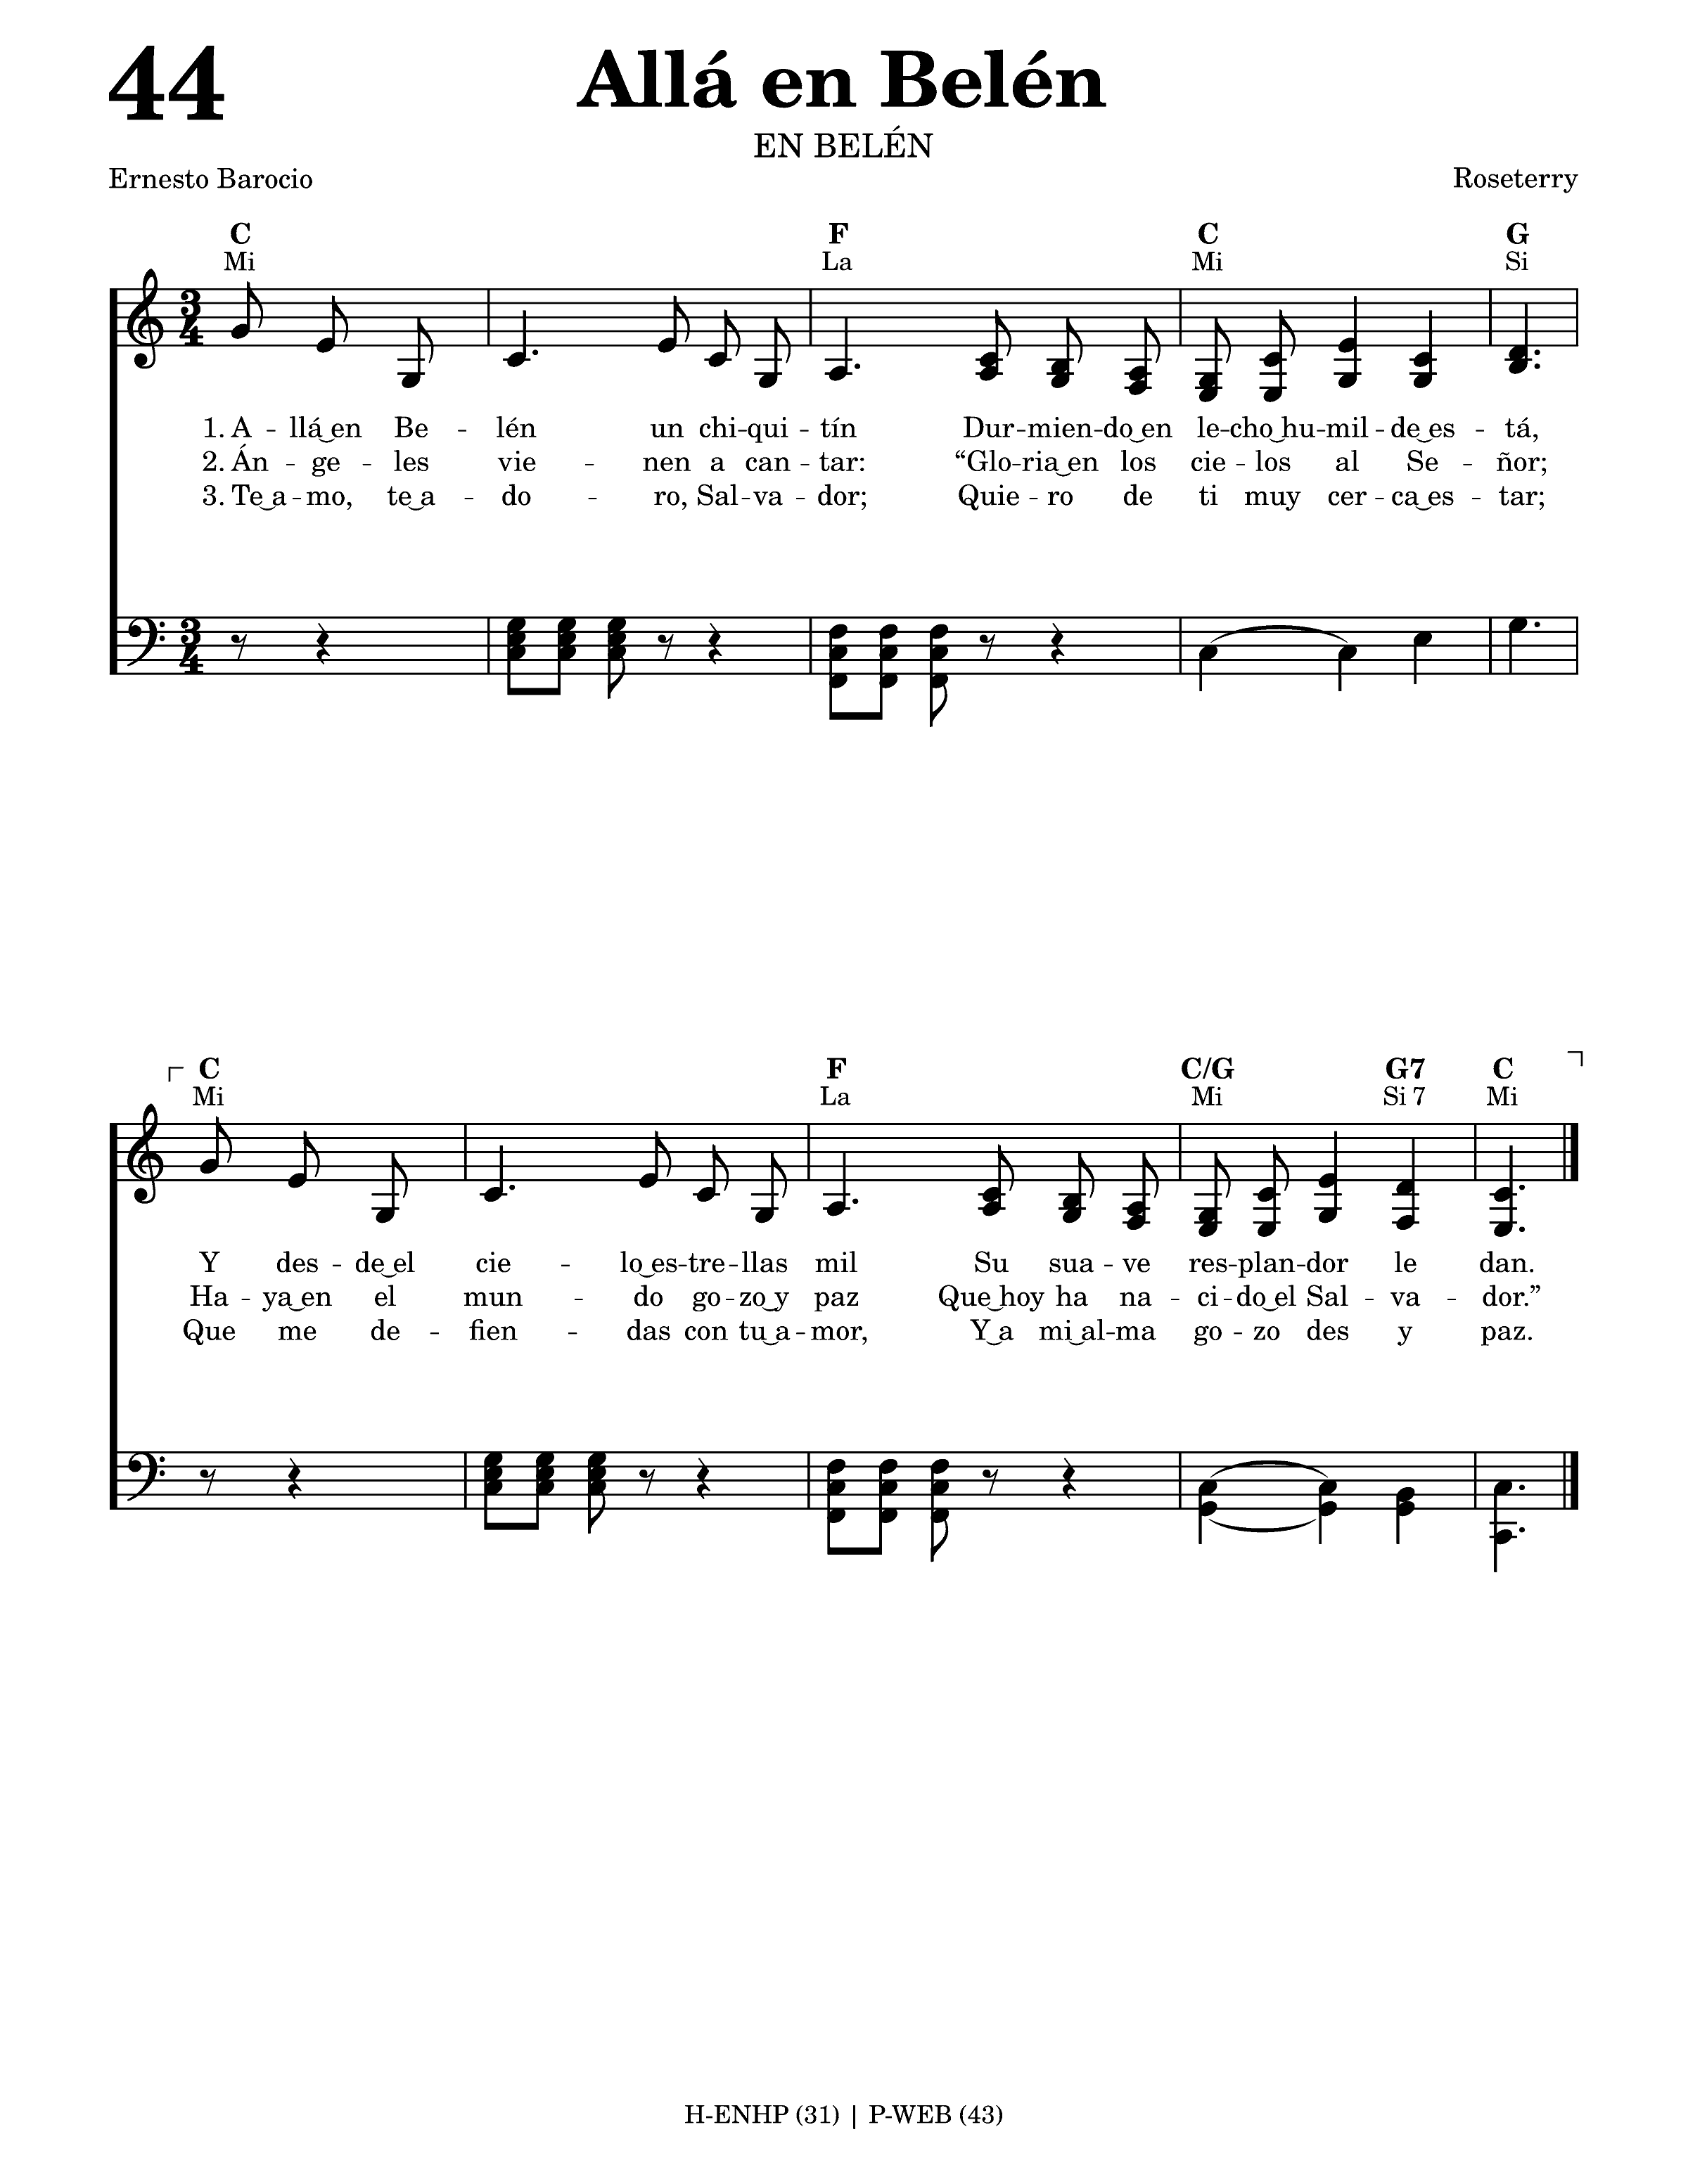 44
Allá en Belén
EN BELÉN
Ernesto Barocio Roseterry
C F C G
Mi La Mi Si
3 4
1. A - llá‿en Be - lén un chi - qui - tín Dur - mien - do‿en le - cho‿hu - mil - de‿es - tá,
2. Án - ge - les vie - nen a can - tar: “Glo - ria‿en los cie - los al Se - ñor;
3. Te‿a - mo, te‿a - do - ro, Sal - va - dor; Quie - ro de ti muy cer - ca‿es - tar;
3 4
C F C/G G7 C
Mi La Mi Si 7 Mi
Y des - de‿el cie - lo‿es - tre - llas mil Su sua - ve res - plan - dor le dan.
Ha - ya‿en el mun - do go - zo‿y paz Que‿hoy ha na - ci - do‿el Sal - va - dor.”
Que me de - fien - das con tu‿a - mor, Y‿a mi‿al - ma go - zo des y paz.
H-ENHP (31) | P-WEB (43)